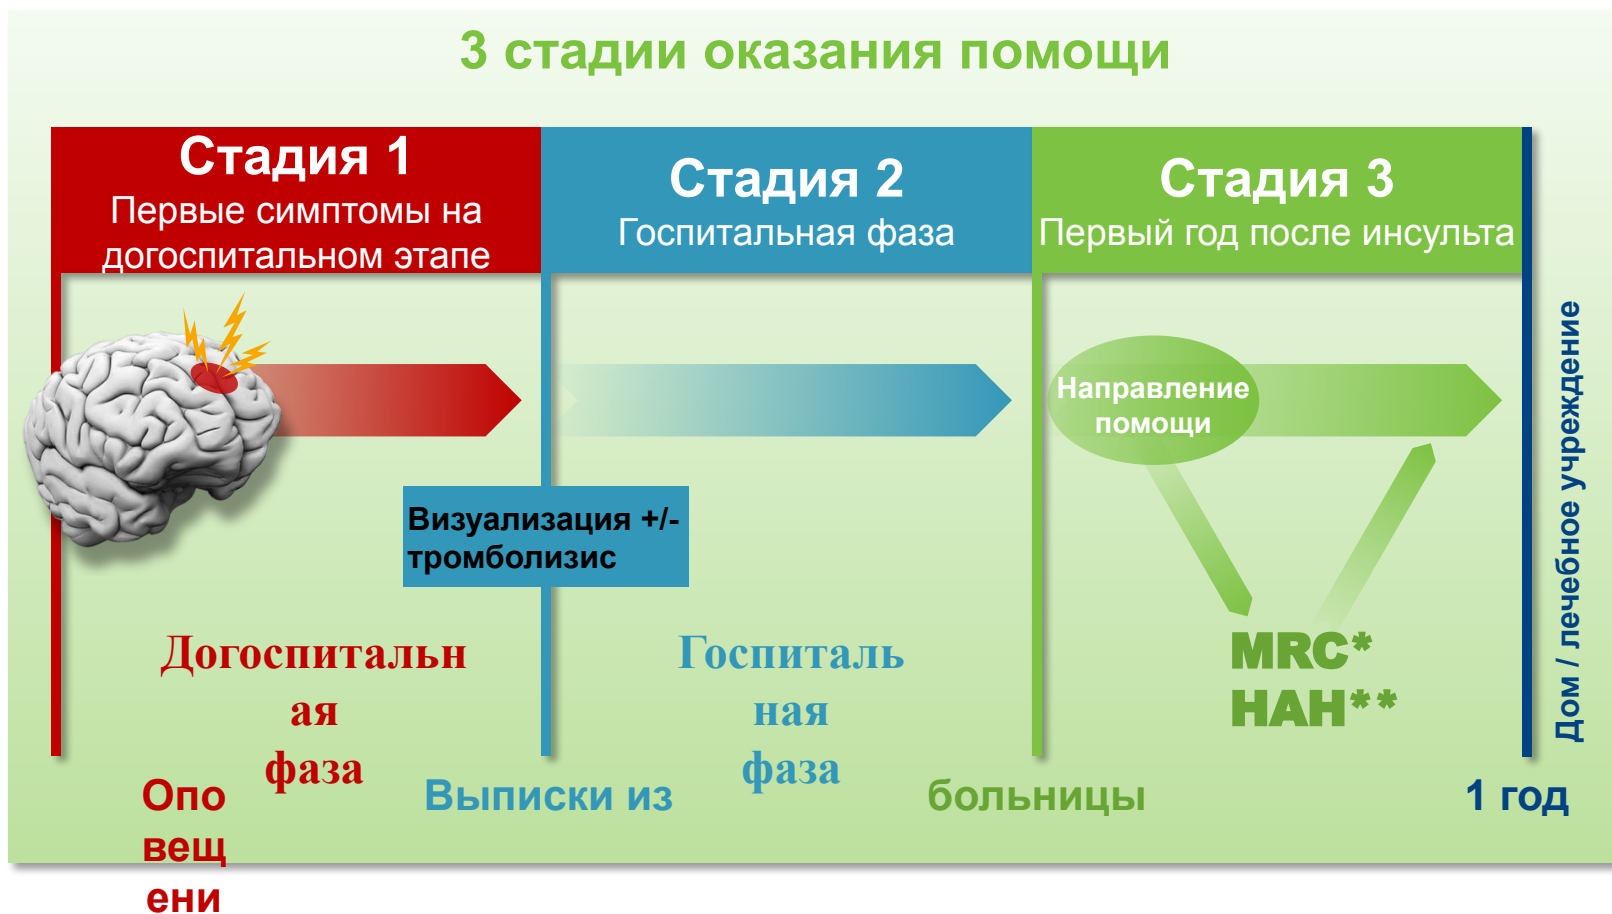 3 стадии оказания помощи
Стадия 1
Первые симптомы на
догоспитальном этапе
Стадия 2
Госпитальная фаза
Стадия 3
Первый год после инсульта
Направление
помощи
Визуализация +/-
тромболизис
Догоспитальн
ая
фаза
Госпиталь
ная
фаза
MRC*
HAH**
Дом / лечебное учреждение
Опо
вещ
ени
Выписки из
больницы
1 год